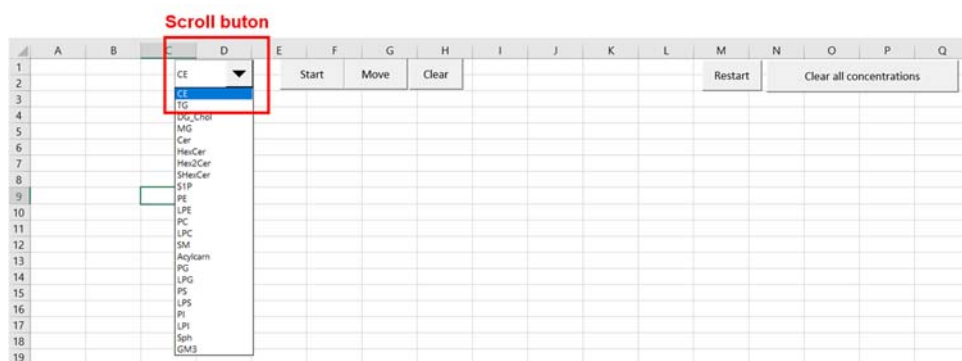 Scroll buton
A B C D E F G H I J K L M N O P Q
1
2
3
4
5
6
7
8
9
10
11
12
13
14
15
16
17
18
19
CE
Start Move Clear Restart Clear all concentrations
CE
TG
DG_Chol
MG
Cer
HexCer
Hex2Cer
SHexCer
S1P
PE
LPE
PC
LPC
SM
Acylcarn
PG
LPG
PS
LPS
PI
LPI
Sph
GM3